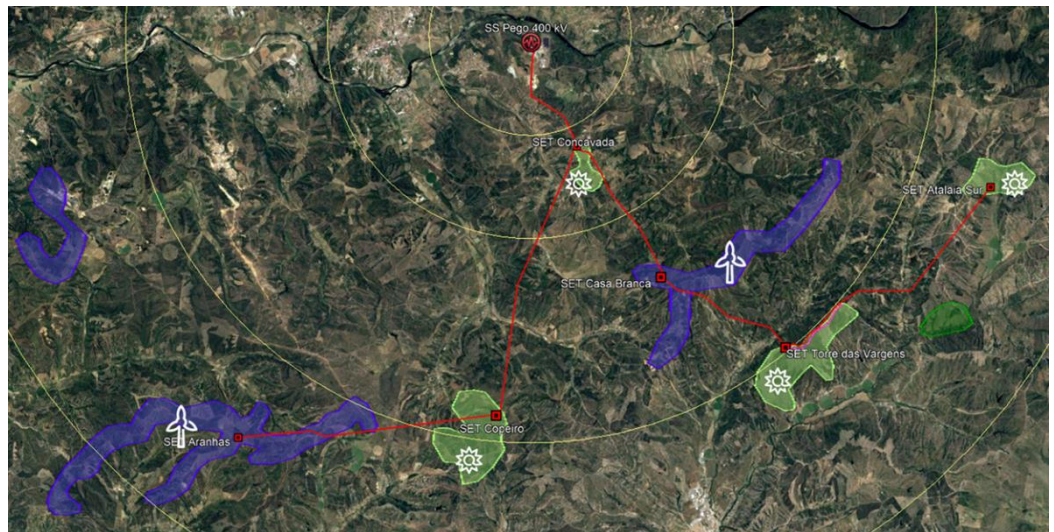 SS Pego 400 kV
SET Concavada
SET Atalaia Sur
SET Casa Branca
SET Torre das Vargens
SET Copeiro
SET Aranhas